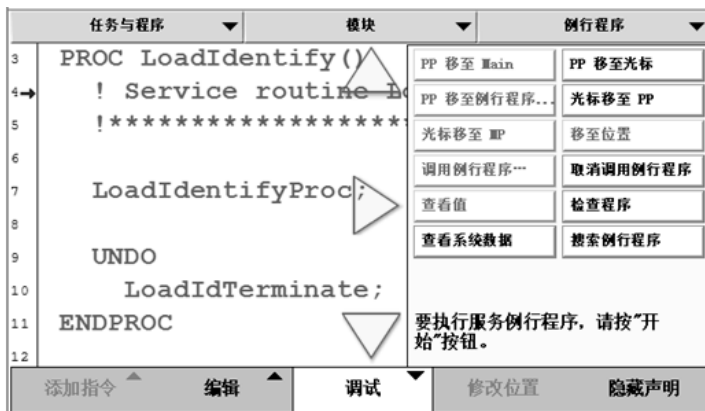 任务与程序 模块 例行程序
3 PROC LoadIdentify()
4 ! Service routine
5 !*******************
6
7 LoadIdentifyProc;
8
9 UNDO
10 LoadIdTerminate;
11 ENDPROC
12
PP 移至 Main PP 移至光标
PP 移至例行程序... 光标移至 PP
光标移至 MP 移至位置
调用例行程序… 取消调用例行程序
查看值 检查程序
查看系统数据 搜索例行程序
要执行服务例行程序，请按"开
始"按钮。
添加指令 编辑 调试 修改位置 隐藏声明